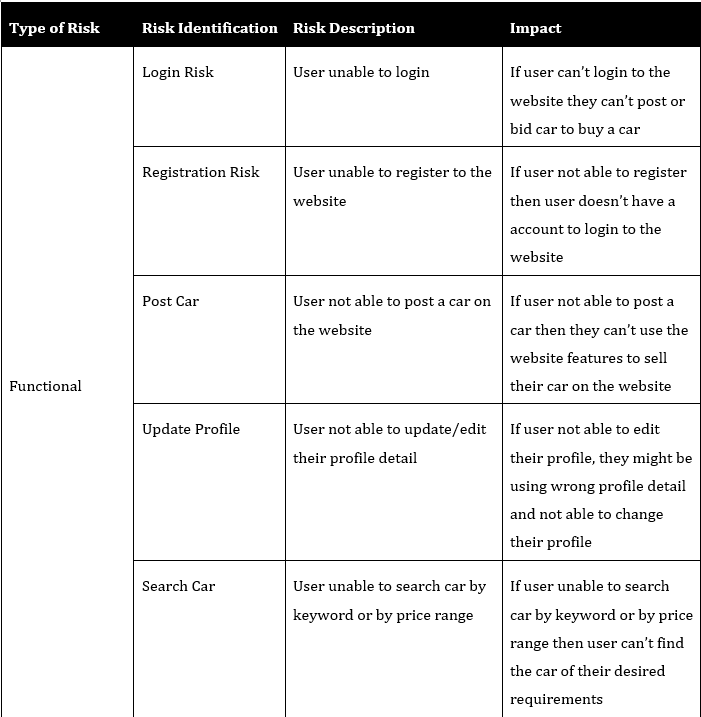 Type of Risk Risk Identification Risk Description Impact
Functional
Login Risk
User unable to login
If user can’t login to the
website they can’t post or
bid car to buy a car
Registration Risk
User unable to register to the
website
If user not able to register
then user doesn’t have a
account to login to the
website
Post Car
User not able to post a car on
the website
If user not able to post a
car then they can’t use the
website features to sell
their car on the website
Update Profile
User not able to update/edit
their profile detail
If user not able to edit
their profile, they might be
using wrong profile detail
and not able to change
their profile
Search Car
User unable to search car by
keyword or by price range
If user unable to search
car by keyword or by price
range then user can’t find
the car of their desired
requirements